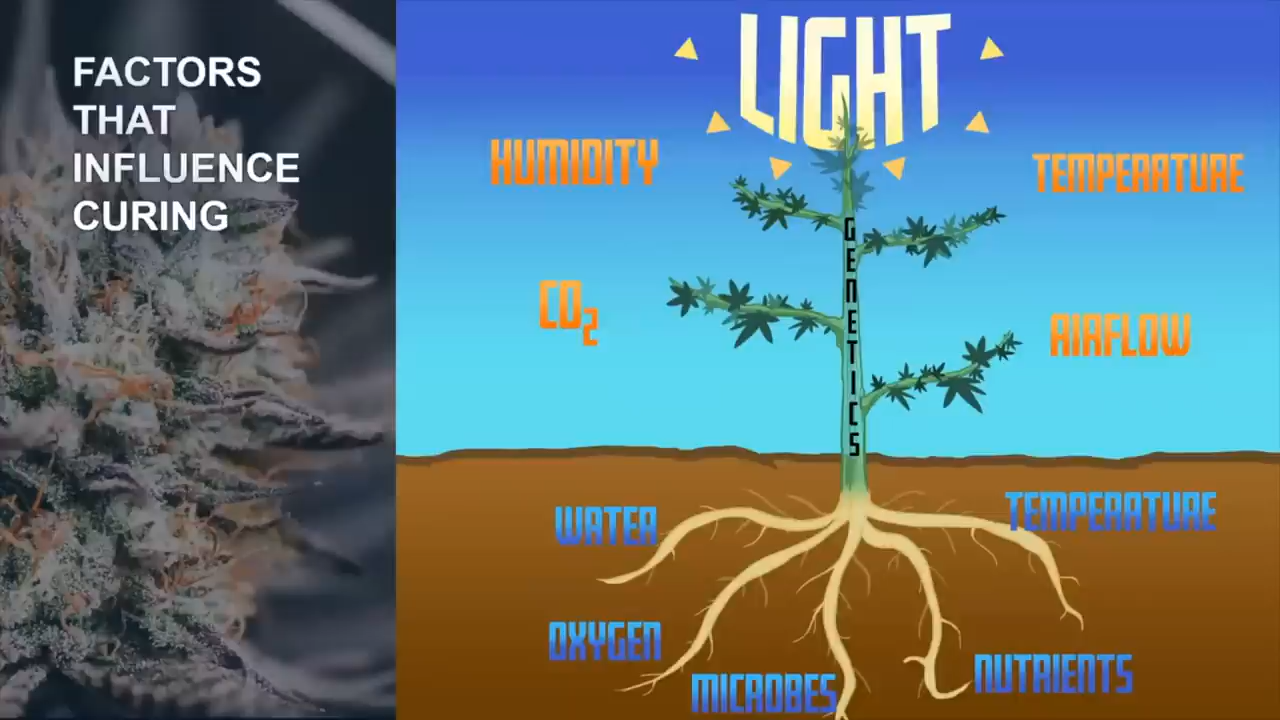 FACTORS
THAT
INFLUENCE
CURING
LIGHT
HUMIDITY
TEMPERATURE
GENETICS
CO2
AIRFLOW
WATER
TEMPERATURE
OXYGEN
MICROBES
NUTRIENTS